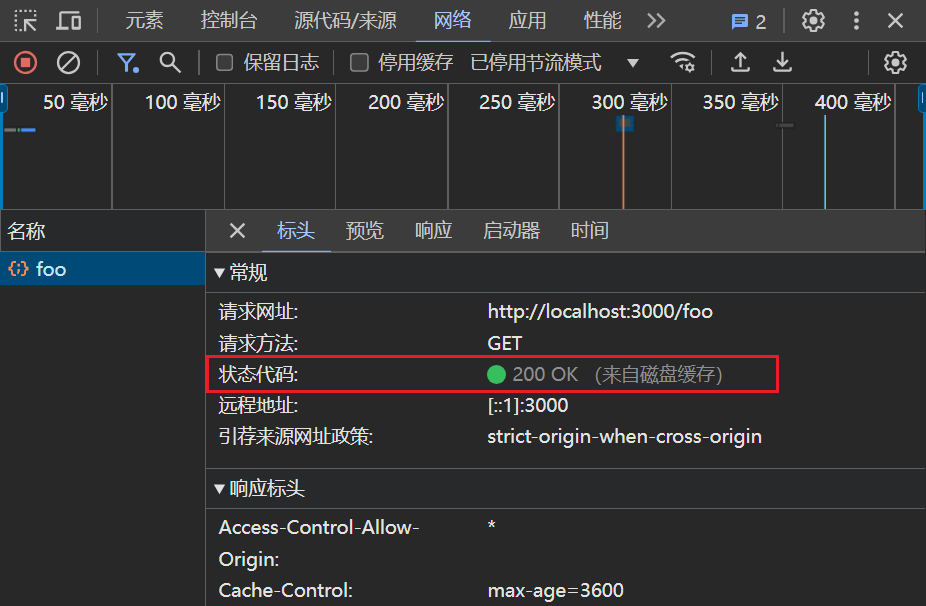 元素 控制台 源代码/来源 网络 应用 性能 2
保留日志 停用缓存 已停用节流模式
50 毫秒 100 毫秒 150 毫秒 200 毫秒 250 毫秒 300 毫秒 350 毫秒 400 毫秒
名称 标头 预览 响应 启动器 时间
foo
常规
请求网址: http://localhost:3000/foo
请求方法: GET
状态代码: 200 OK （来自磁盘缓存）
远程地址: [::1]:3000
引荐来源网址政策: strict-origin-when-cross-origin
响应标头
Access-Control-Allow- *
Origin:
Cache-Control: max-age=3600